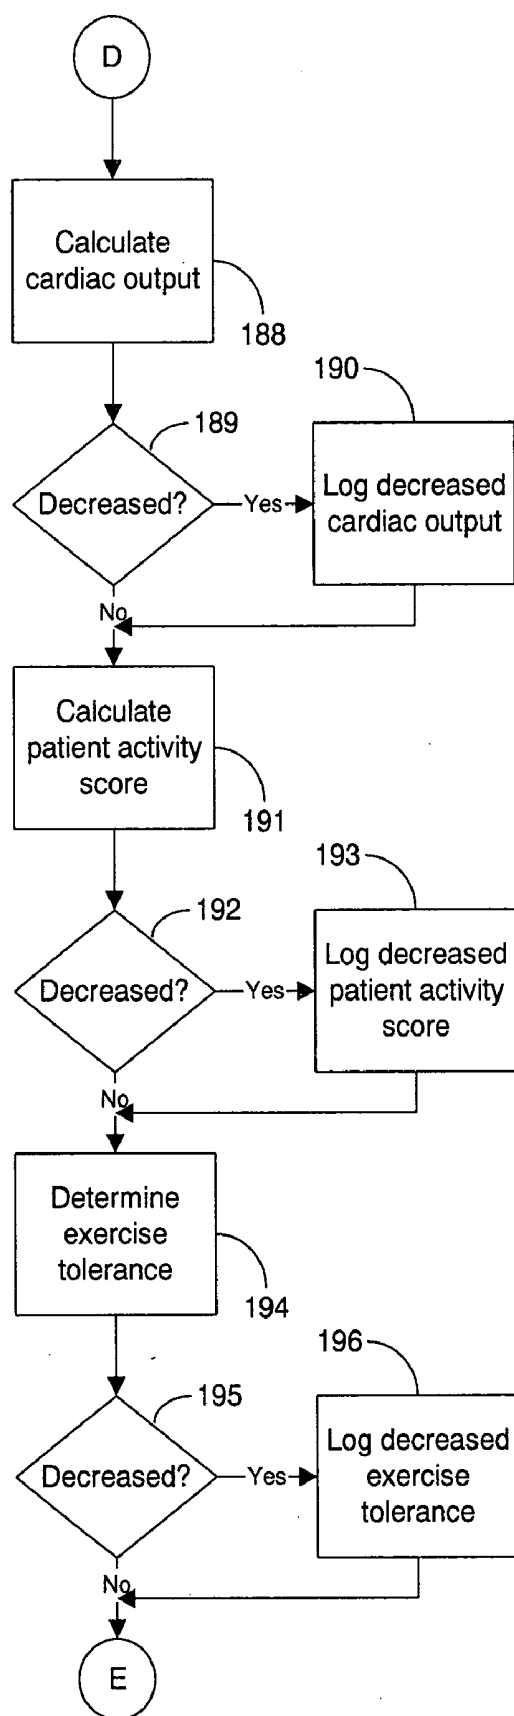 D
Calculate
cardiac output
188
190
189
Decreased?
Yes
Log decreased
cardiac output
No
Calculate
patient activity
score
191
193
192
Decreased?
Yes
Log decreased
patient activity
score
No
Determine
exercise
tolerance
194
196
195
Decreased?
Yes
Log decreased
exercise
tolerance
No
E